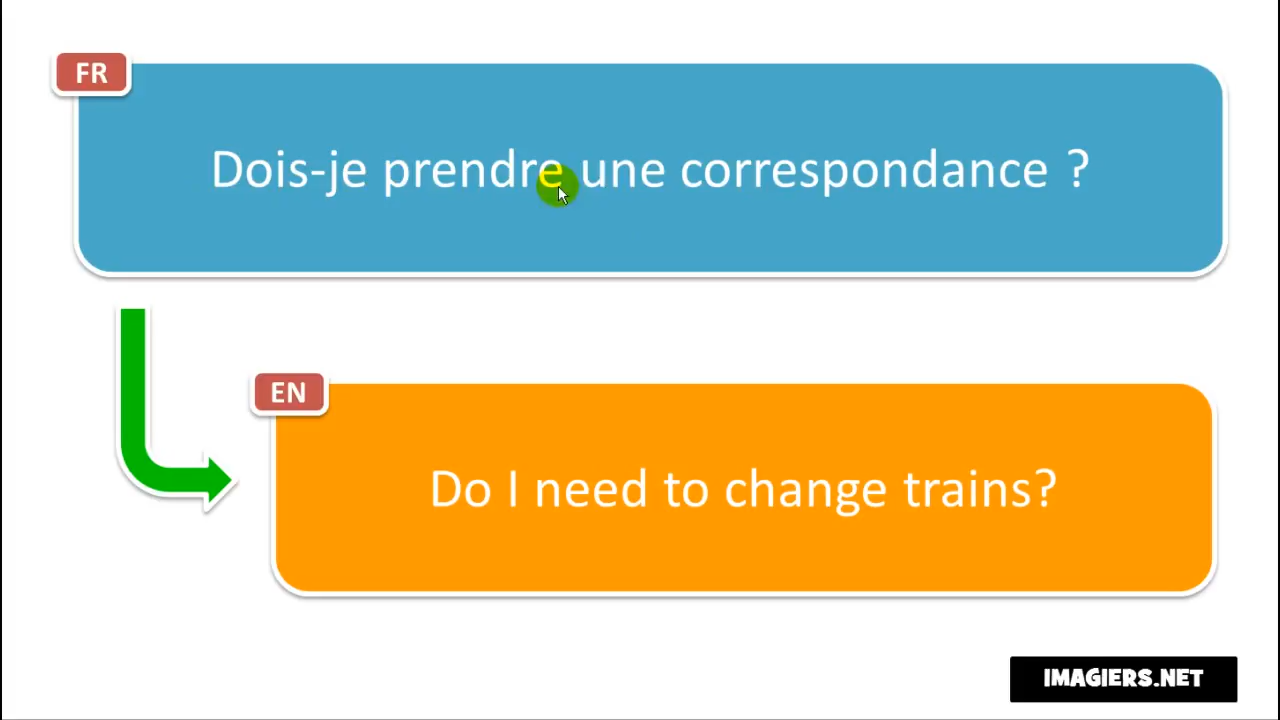 FR
Dois-je prendre une correspondance ?
EN
Do I need to change trains?
IMAGIERS.NET